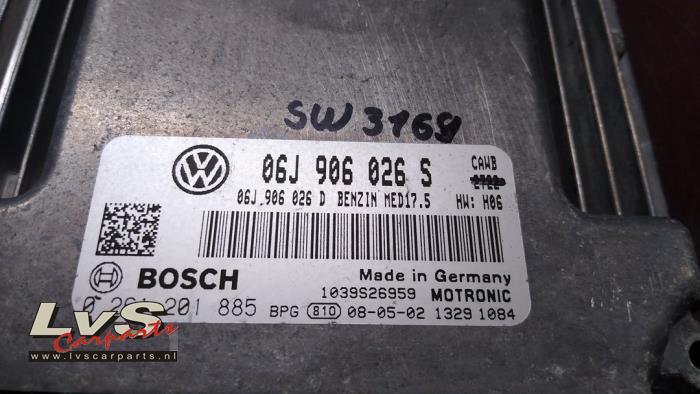 SW 3169
06J 906 026 S CAWB
06J 906 026 D BENZIN MED17.5 HW: H06
BOSCH
Made in Germany
1039S26959 MOTRONIC
201 885 BPG 810 08-05-02 1329 1084
LvS
Carparts
www.lvscarparts.nl